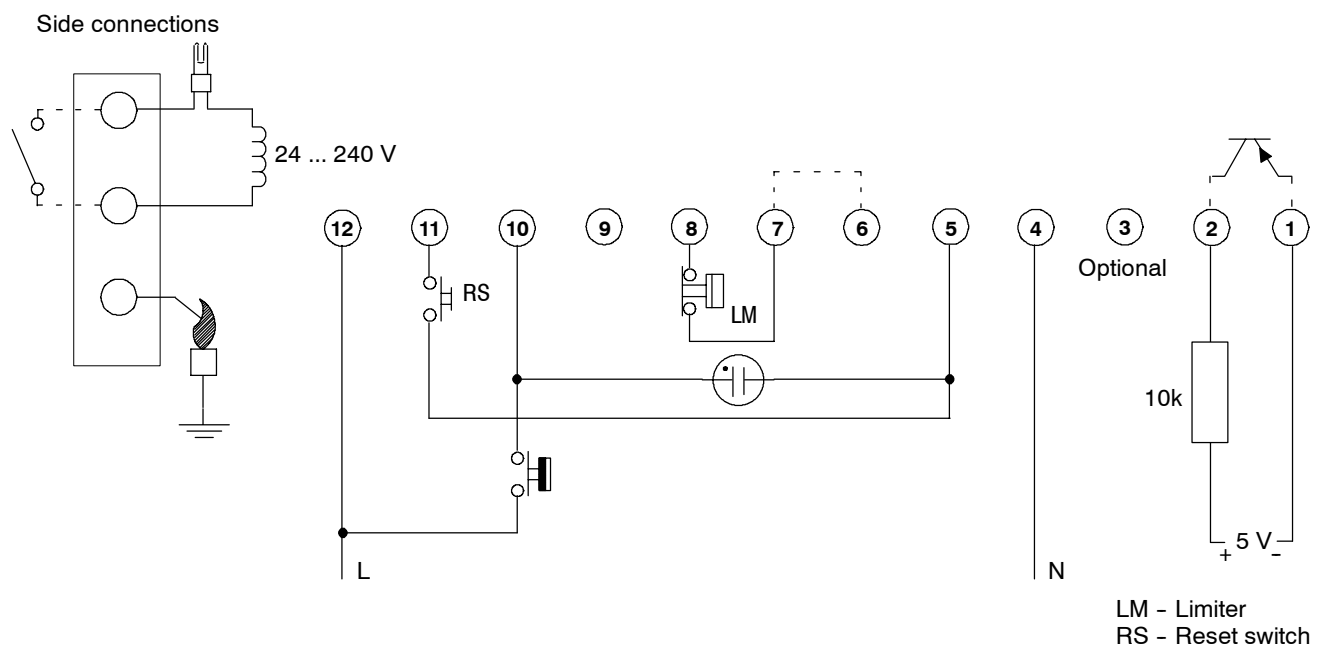 Side connections
24 ... 240 V
12 11 10 9 8 7 6 5 4 3 2 1
Optional
RS
LM
10k
5 V
+ -
L
N
LM - Limiter
RS - Reset switch